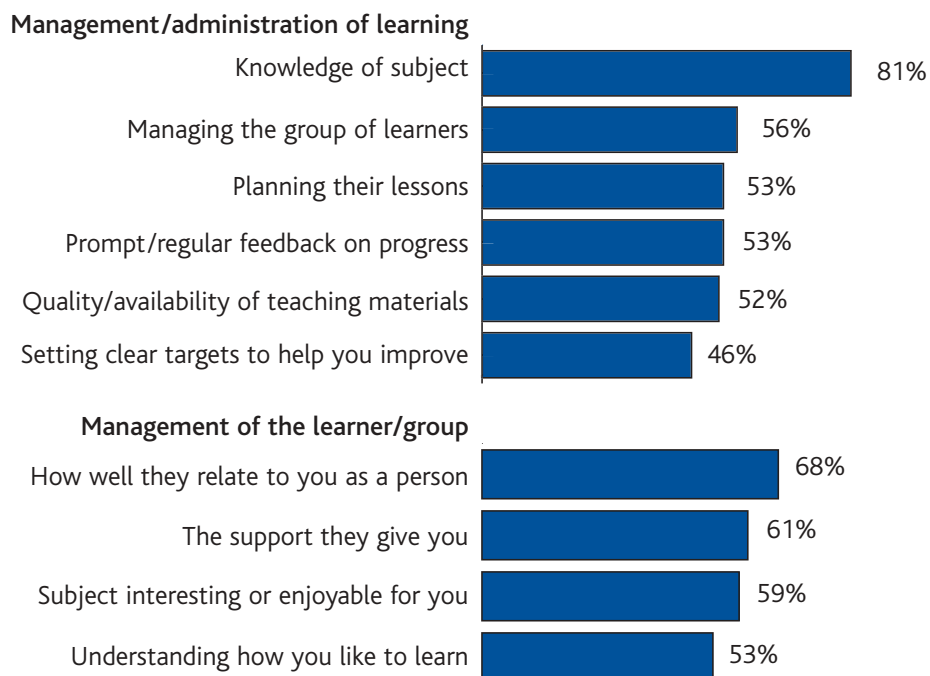 Management/administration of learning
Knowledge of subject 81%
Managing the group of learners 56%
Planning their lessons 53%
Prompt/regular feedback on progress 53%
Quality/availability of teaching materials 52%
Setting clear targets to help you improve 46%
Management of the learner/group
How well they relate to you as a person 68%
The support they give you 61%
Subject interesting or enjoyable for you 59%
Understanding how you like to learn 53%